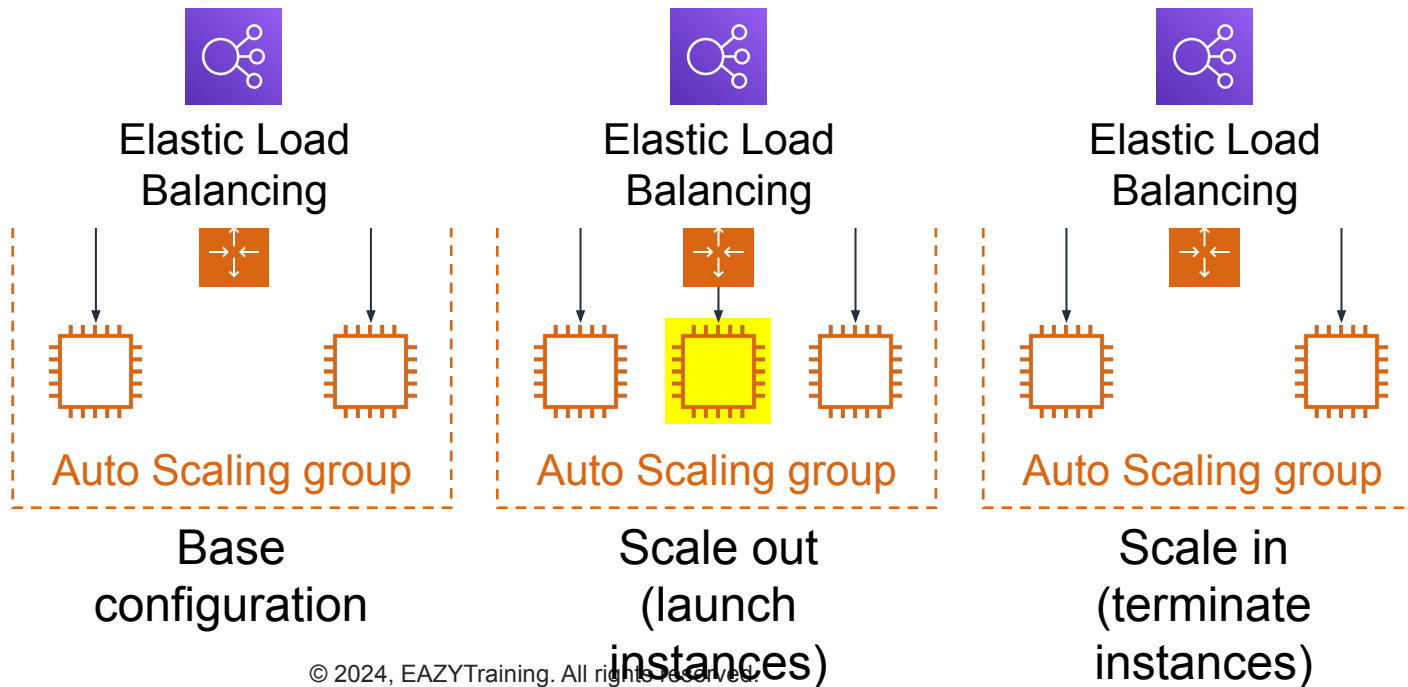 Elastic Load
Balancing
Elastic Load
Balancing
Elastic Load
Balancing
Auto Scaling group
Auto Scaling group
Auto Scaling group
Base
configuration
Scale out
(launch
instances)
Scale in
(terminate
instances)
© 2024, EAZYTraining. All rights reserved.